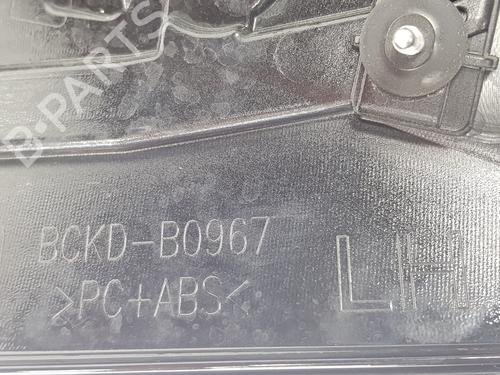 B-PARTS
BCKD-B0967
>PC+ABS<
LH